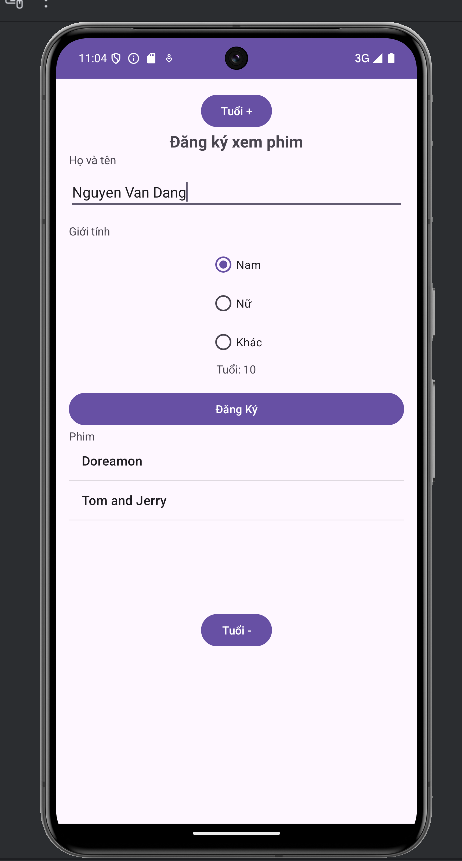 11:04 3G
Tuổi +
Đăng ký xem phim
Họ và tên
Nguyen Van Dang
Giới tính
Nam
Nữ
Khác
Tuổi: 10
Đăng Ký
Phim
Doreamon
Tom and Jerry
Tuổi -